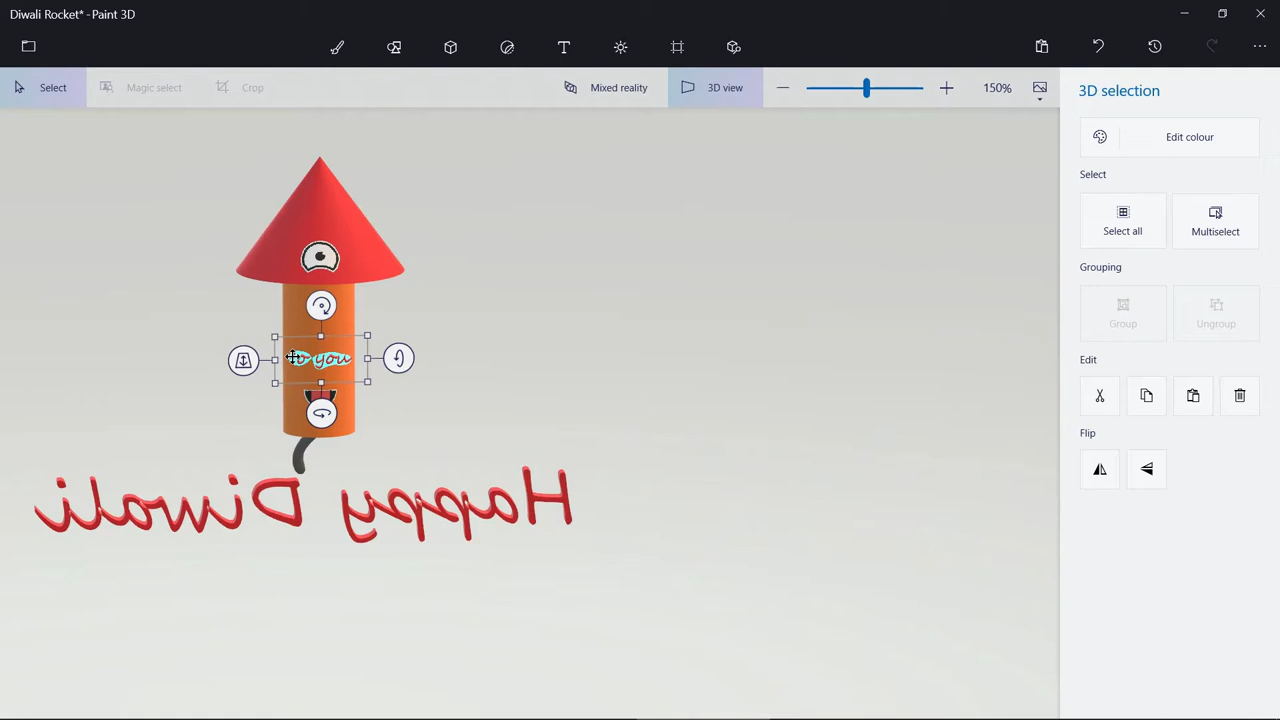 Diwali Rocket* - Paint 3D
Select
Magic select
Crop
Mixed reality
3D view
150%
3D selection
Edit colour
Select
Select all
Multiselect
Grouping
Group
Ungroup
Edit
Flip
to you
Happy Diwali